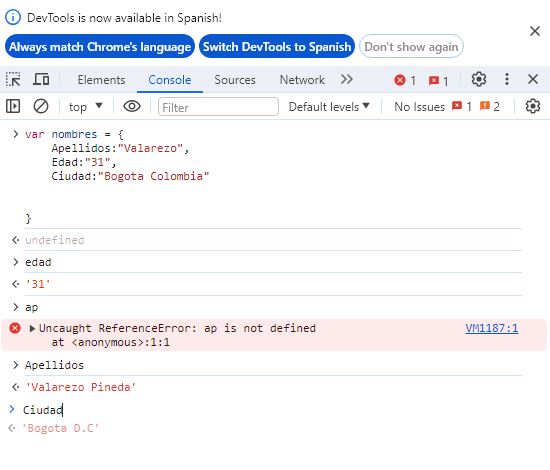 DevTools is now available in Spanish!
Always match Chrome's language Switch DevTools to Spanish Don't show again
Elements Console Sources Network 1 1
top Filter Default levels No Issues 1 2
var nombres = {
Apellidos:"Valarezo",
Edad:"31",
Ciudad:"Bogota Colombia"
}
undefined
edad
'31'
ap
Uncaught ReferenceError: ap is not defined VM1187:1
at <anonymous>:1:1
Apellidos
'Valarezo Pineda'
Ciudad
'Bogota D.C'